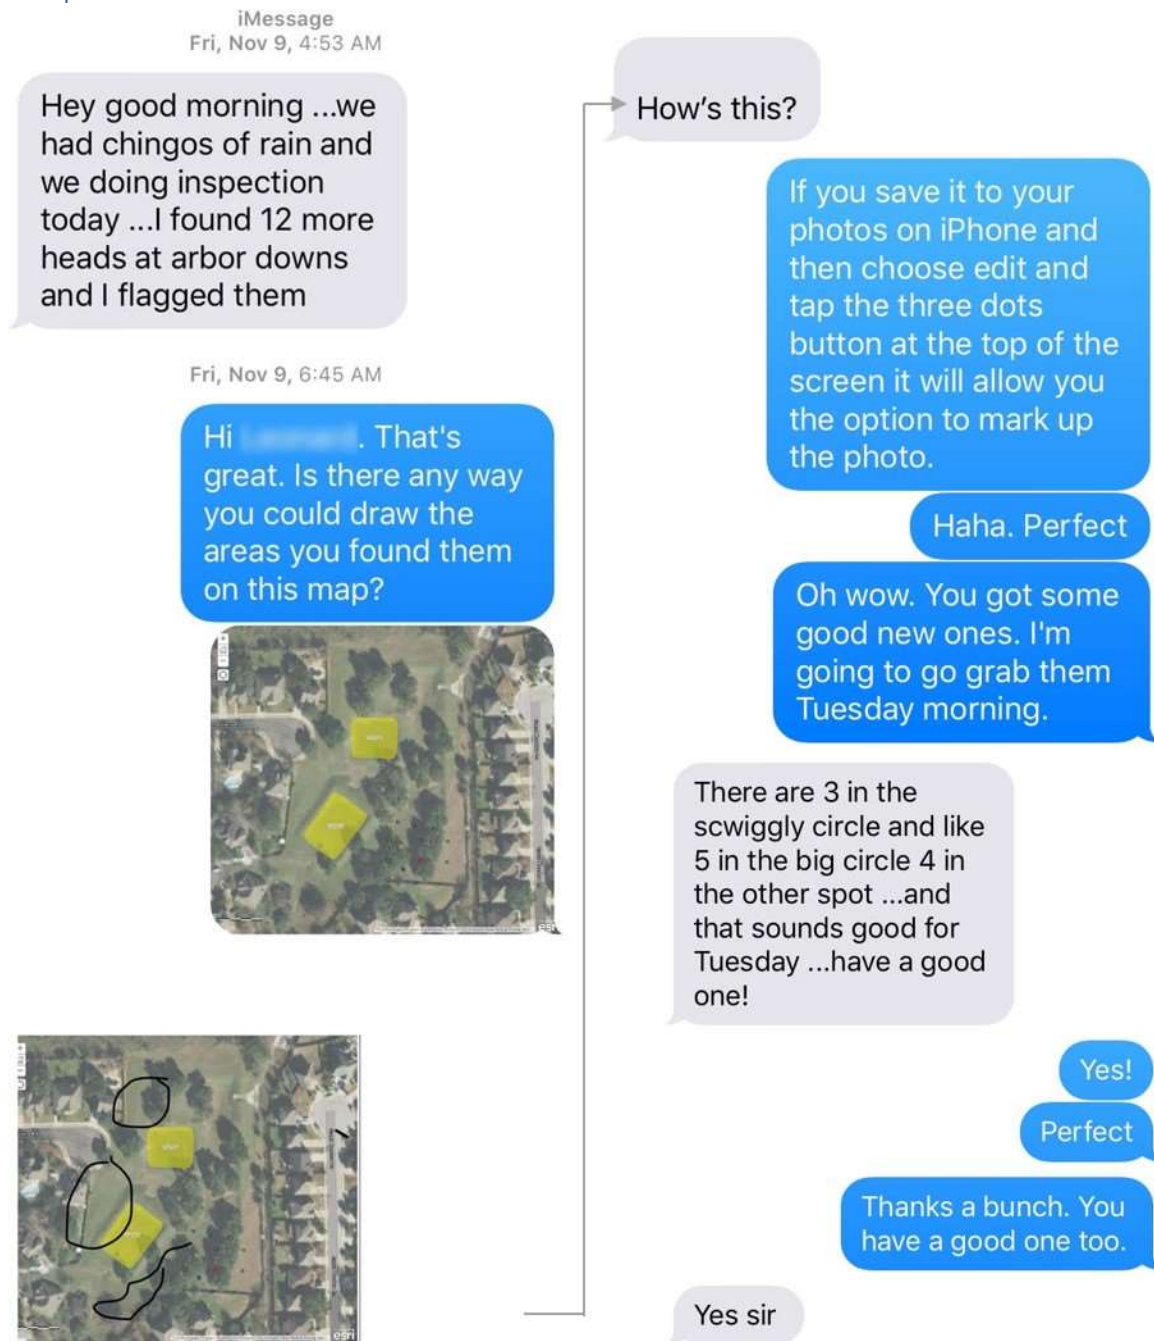 iMessage
Fri, Nov 9, 4:53 AM
Hey good morning ...we
had chingos of rain and
we doing inspection
today ...I found 12 more
heads at arbor downs
and I flagged them
Fri, Nov 9, 6:45 AM
Hi . That's
great. Is there any way
you could draw the
areas you found them
on this map?
esri
esri
How's this?
If you save it to your
photos on iPhone and
then choose edit and
tap the three dots
button at the top of the
screen it will allow you
the option to mark up
the photo.
Haha. Perfect
Oh wow. You got some
good new ones. I'm
going to go grab them
Tuesday morning.
There are 3 in the
scwiggly circle and like
5 in the big circle 4 in
the other spot ...and
that sounds good for
Tuesday ...have a good
one!
Yes!
Perfect
Thanks a bunch. You
have a good one too.
Yes sir